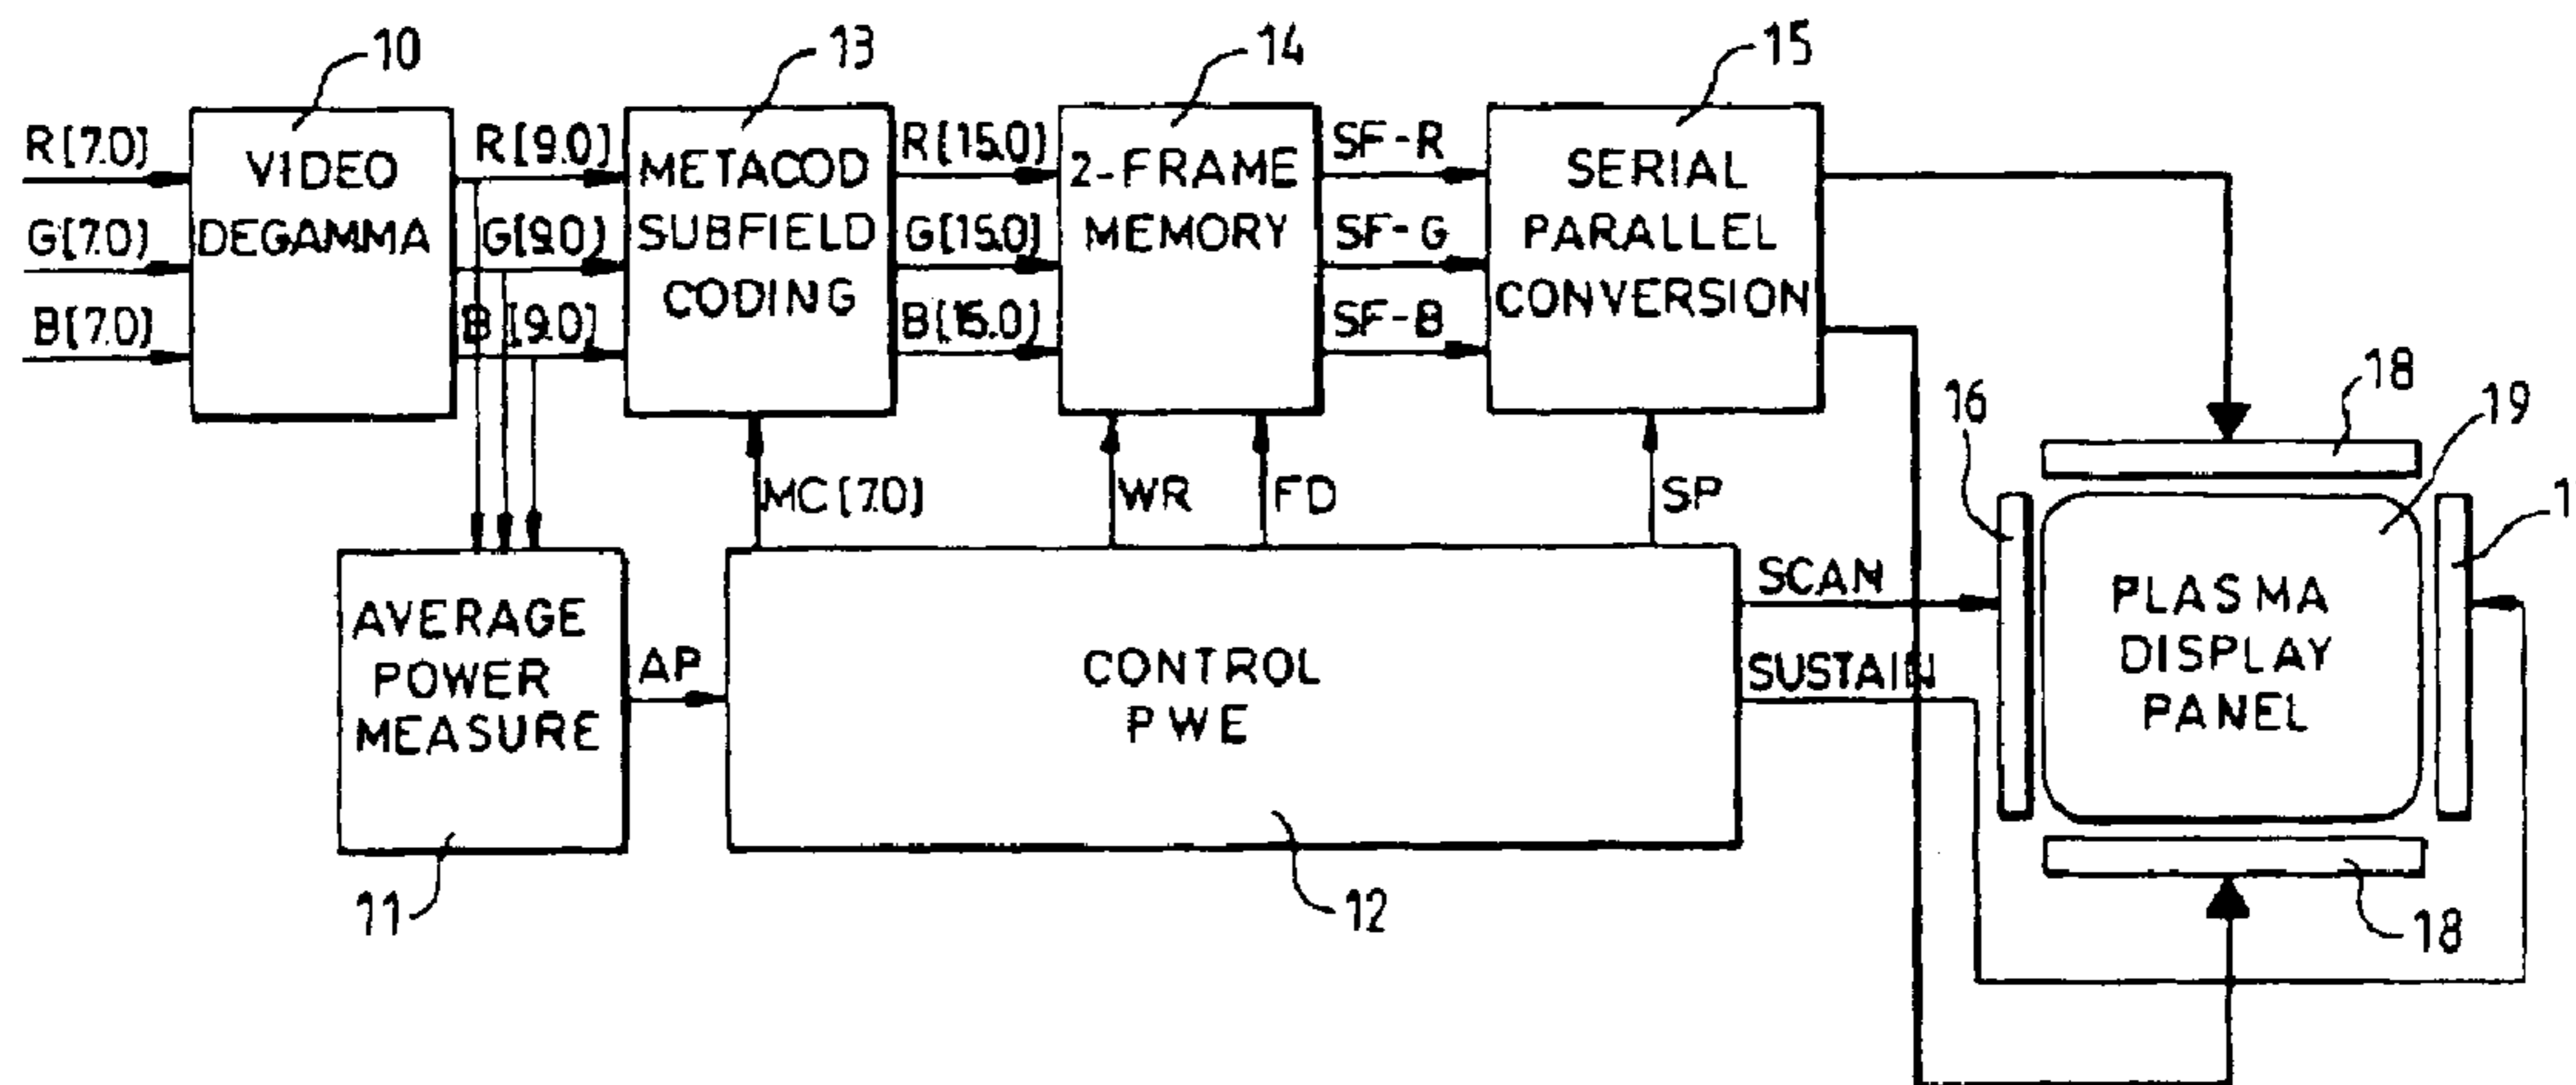 10
13
14
15
R[7.0]
G[7.0]
B[7.0]
VIDEO
DEGAMMA
R[9.0]
G[9.0)
B[9.0]
METACOD
SUBFIELD
CODING
R[15.0]
G[15.0]
B[15.0)
2-FRAME
MEMORY
SF-R
SF-G
SF-B
SERIAL
PARALLEL
CONVERSION
18
19
16
1
MC[7.0]
WR
FD
SP
AVERAGE
POWER
MEASURE
AP
CONTROL
PWE
SCAN
SUSTAIN
PLASMA
DISPLAY
PANEL
11
12
18